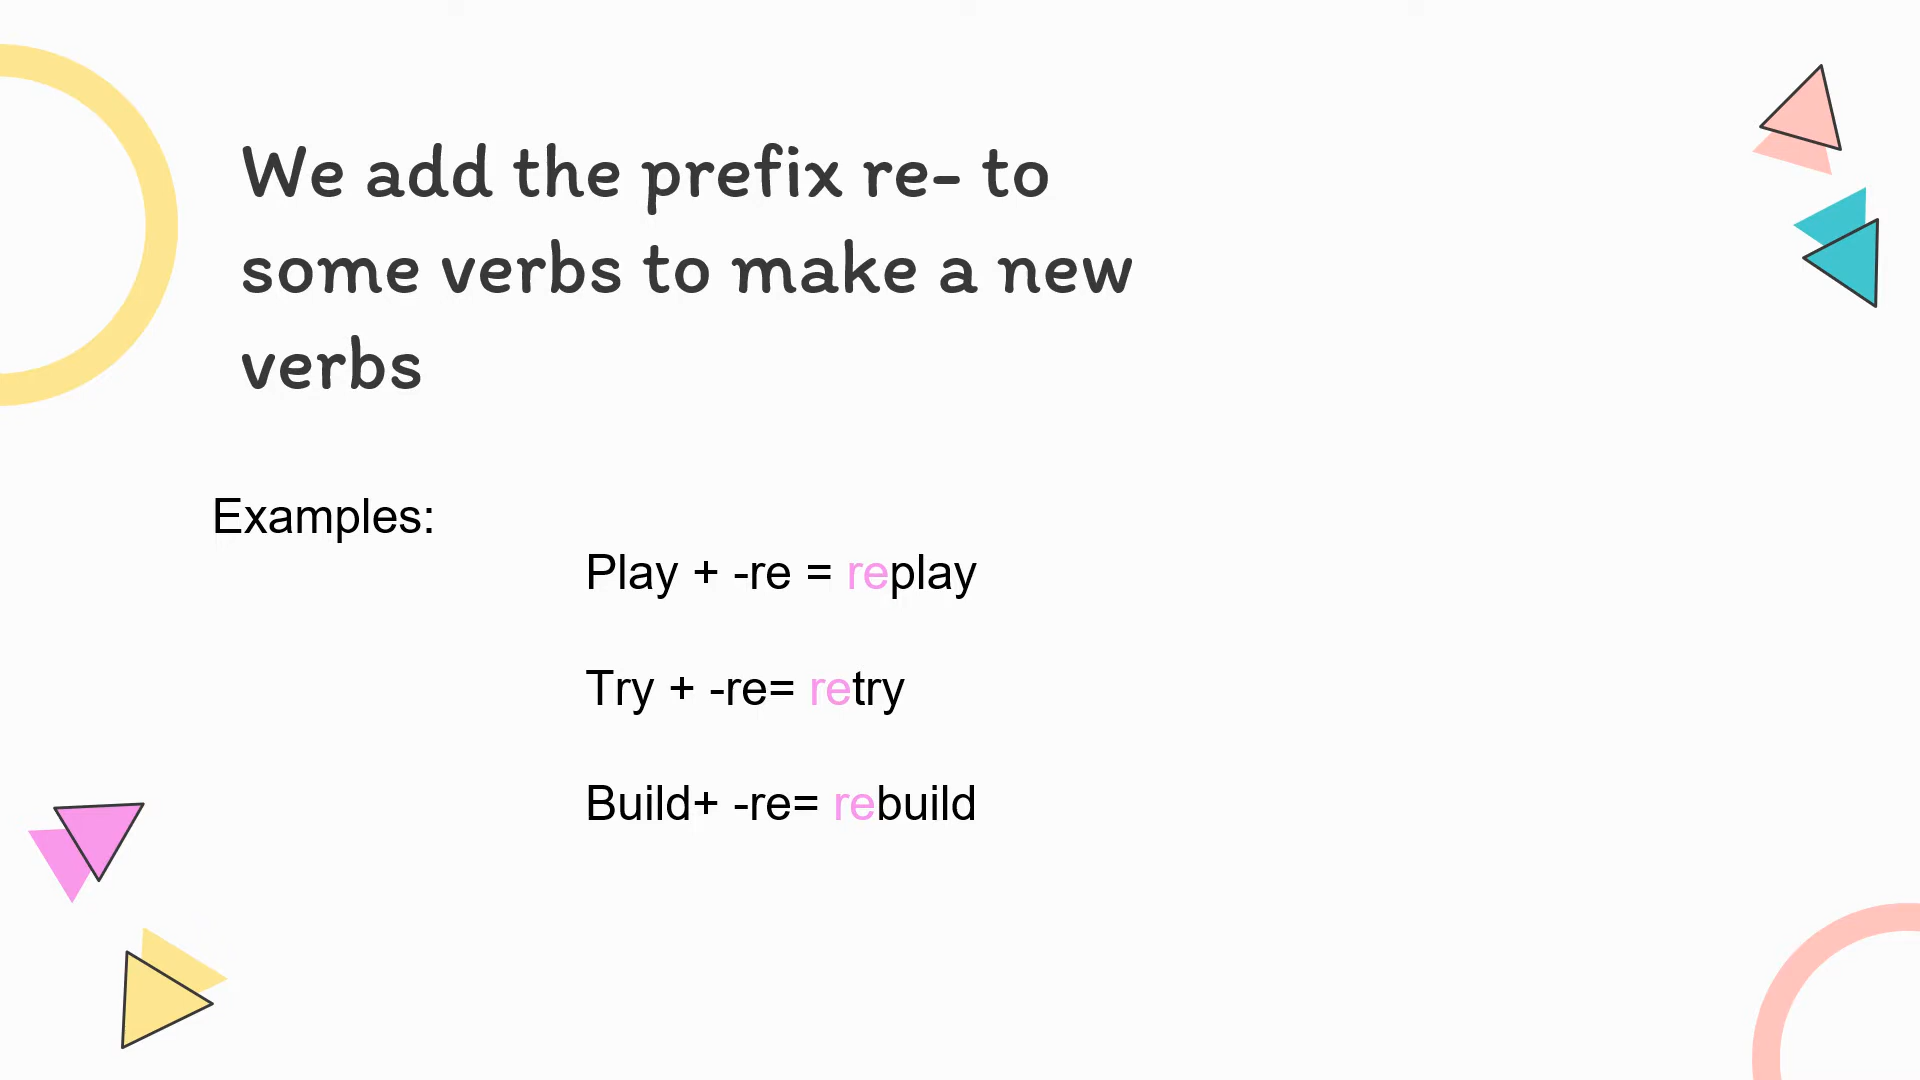 We add the prefix re- to
some verbs to make a new
verbs
Examples:
Play + -re = replay
Try + -re= retry
Build+ -re= rebuild